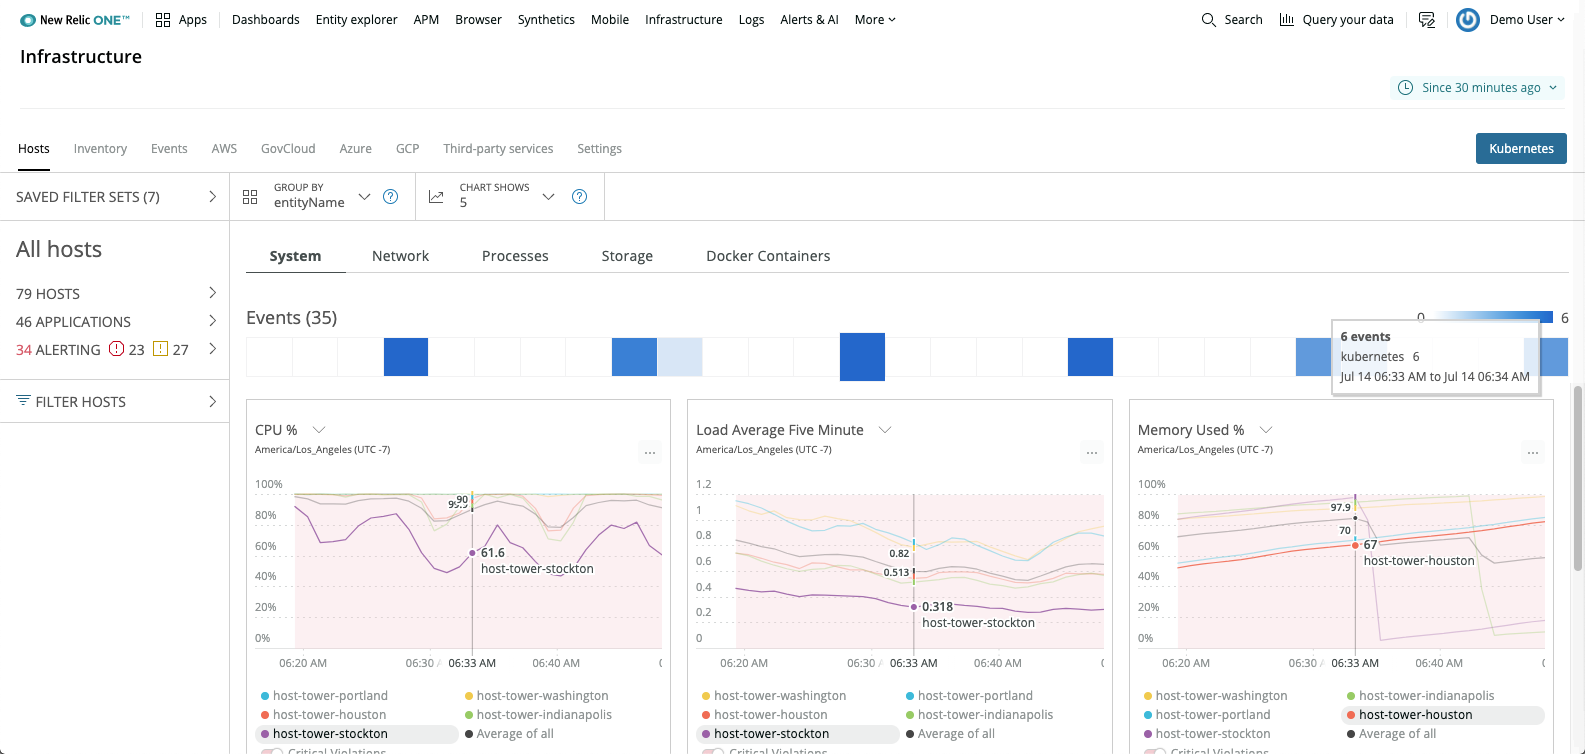 New Relic ONE™ Apps Dashboards Entity explorer APM Browser Synthetics Mobile Infrastructure Logs Alerts & AI More Search Query your data Demo User
Infrastructure
Since 30 minutes ago
Hosts Inventory Events AWS GovCloud Azure GCP Third-party services Settings Kubernetes
SAVED FILTER SETS (7)
GROUP BY
entityName
?
CHART SHOWS
5
?
All hosts
79 HOSTS
46 APPLICATIONS
34 ALERTING 23 27
FILTER HOSTS
System Network Processes Storage Docker Containers
Events (35)
0 6
6 events
kubernetes 6
Jul 14 06:33 AM to Jul 14 06:34 AM
CPU %
America/Los_Angeles (UTC -7)
...
100%
80%
60%
40%
20%
0%
90
61.6
host-tower-stockton
06:20 AM 06:30 06:33 AM 06:40 AM
host-tower-portland host-tower-washington
host-tower-houston host-tower-indianapolis
host-tower-stockton Average of all
Critical Violations
Load Average Five Minute
America/Los_Angeles (UTC -7)
...
1.2
1
0.8
0.6
0.4
0.2
0
0.82
0.513
0.318
host-tower-stockton
06:20 AM 06:30 06:33 AM 06:40 AM
host-tower-washington host-tower-portland
host-tower-houston host-tower-indianapolis
host-tower-stockton Average of all
Critical Violations
Memory Used %
America/Los_Angeles (UTC -7)
...
100%
80%
60%
40%
20%
0%
97.9
70
67
host-tower-houston
06:20 AM 06:30 06:33 AM 06:40 AM
host-tower-washington host-tower-indianapolis
host-tower-portland host-tower-houston
host-tower-stockton Average of all
Critical Violations